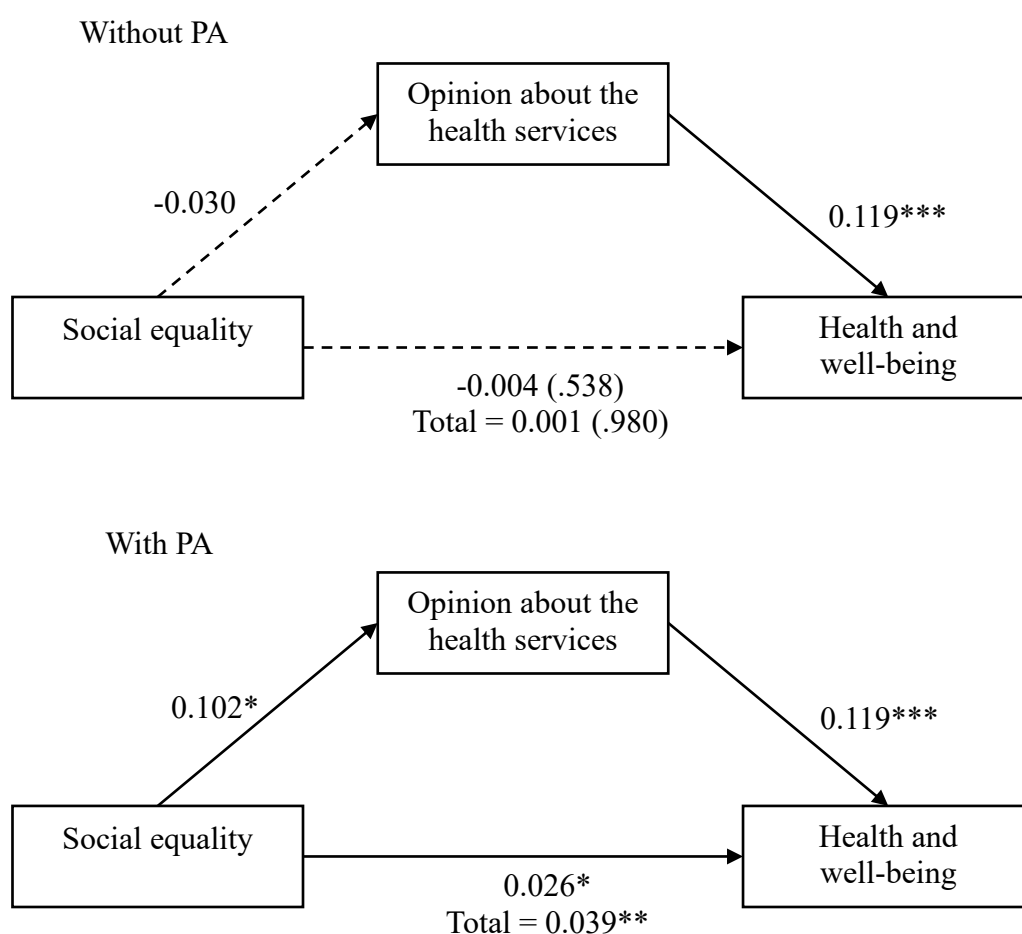 Without PA
Opinion about the
health services
-0.030
0.119***
Social equality
Health and
well-being
-0.004 (.538)
Total = 0.001 (.980)
With PA
Opinion about the
health services
0.102*
0.119***
Social equality
Health and
well-being
0.026*
Total = 0.039**